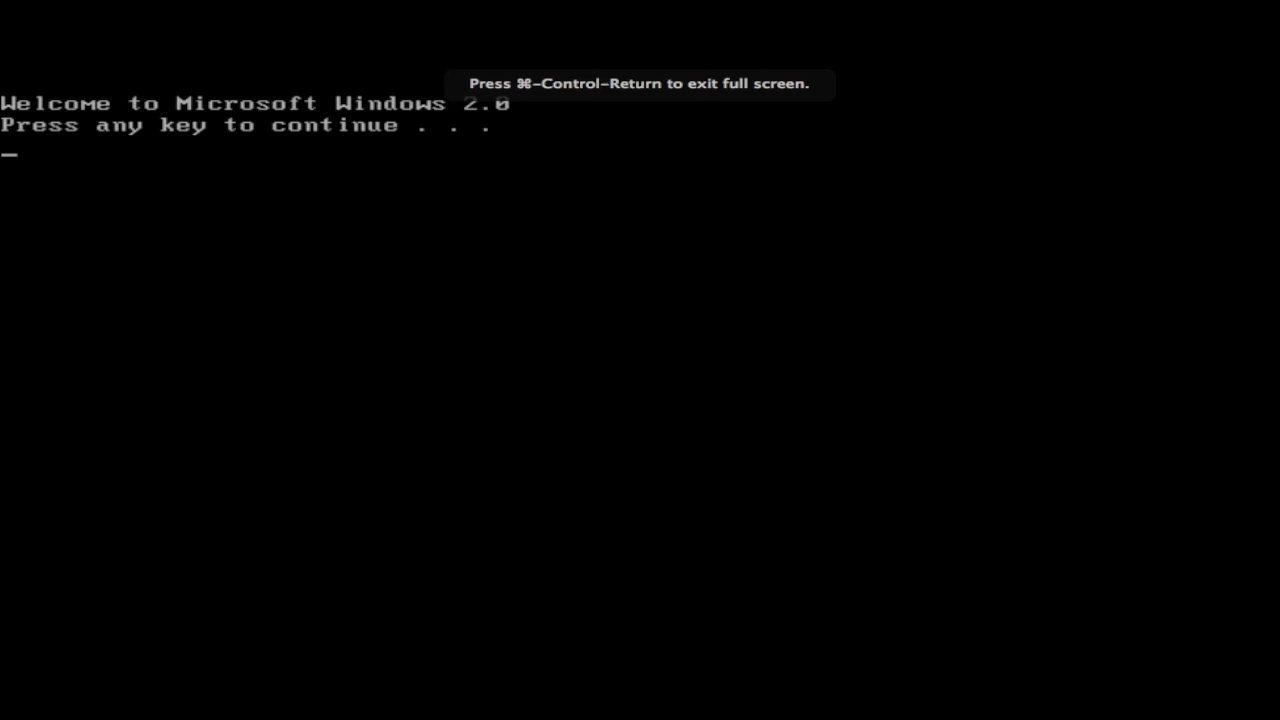 Press ⌘-Control-Return to exit full screen.
Welcome to Microsoft Windows 2.0
Press any key to continue . . .